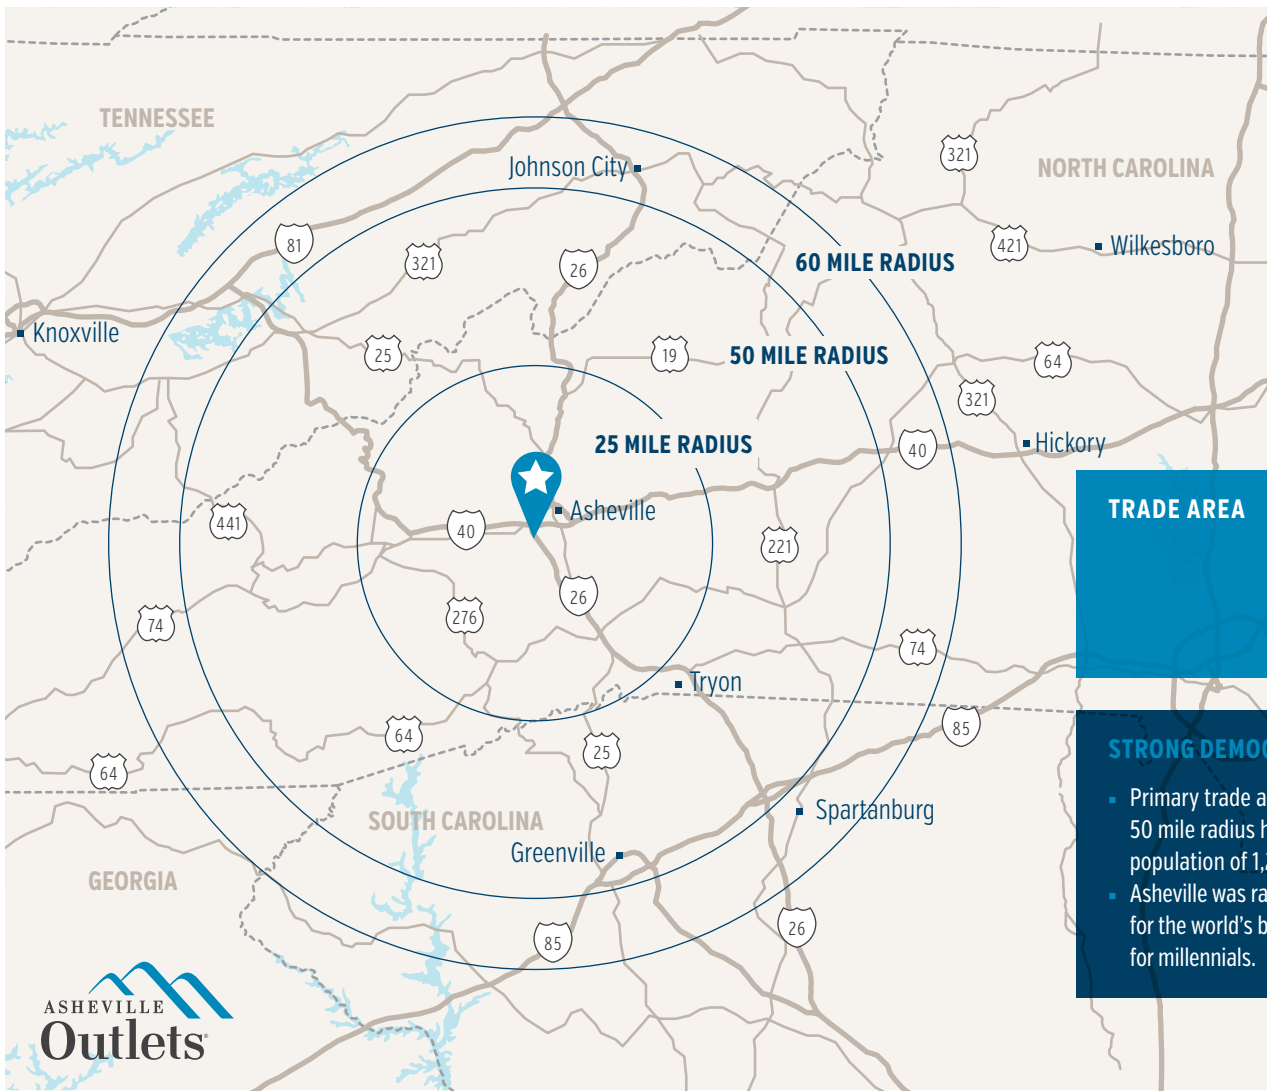 TENNESSEE
321
Johnson City
NORTH CAROLINA
81
321
26
421
Wilkesboro
60 MILE RADIUS
Knoxville
25
19
50 MILE RADIUS
64
321
25 MILE RADIUS
40
Hickory
441
40
Asheville
221
TRADE AREA
74
276
26
74
Tryon
64
25
85
64
STRONG
Primary trade
50 mile radius
population of
Asheville was
for the world's
for millennials.
SOUTH CAROLINA
Spartanburg
Greenville
GEORGIA
85
26
ASHEVILLE
Outlets®